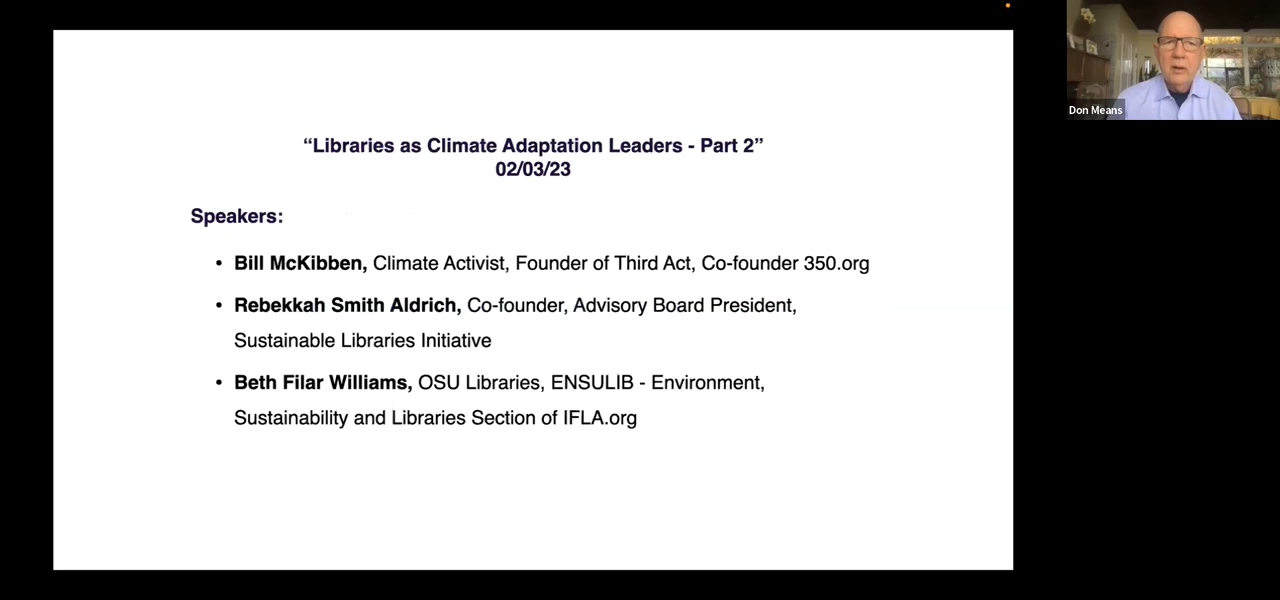 “Libraries as Climate Adaptation Leaders - Part 2”
02/03/23
Speakers:
• Bill McKibben, Climate Activist, Founder of Third Act, Co-founder 350.org
• Rebekkah Smith Aldrich, Co-founder, Advisory Board President,
Sustainable Libraries Initiative
• Beth Filar Williams, OSU Libraries, ENSULIB - Environment,
Sustainability and Libraries Section of IFLA.org
Don Means